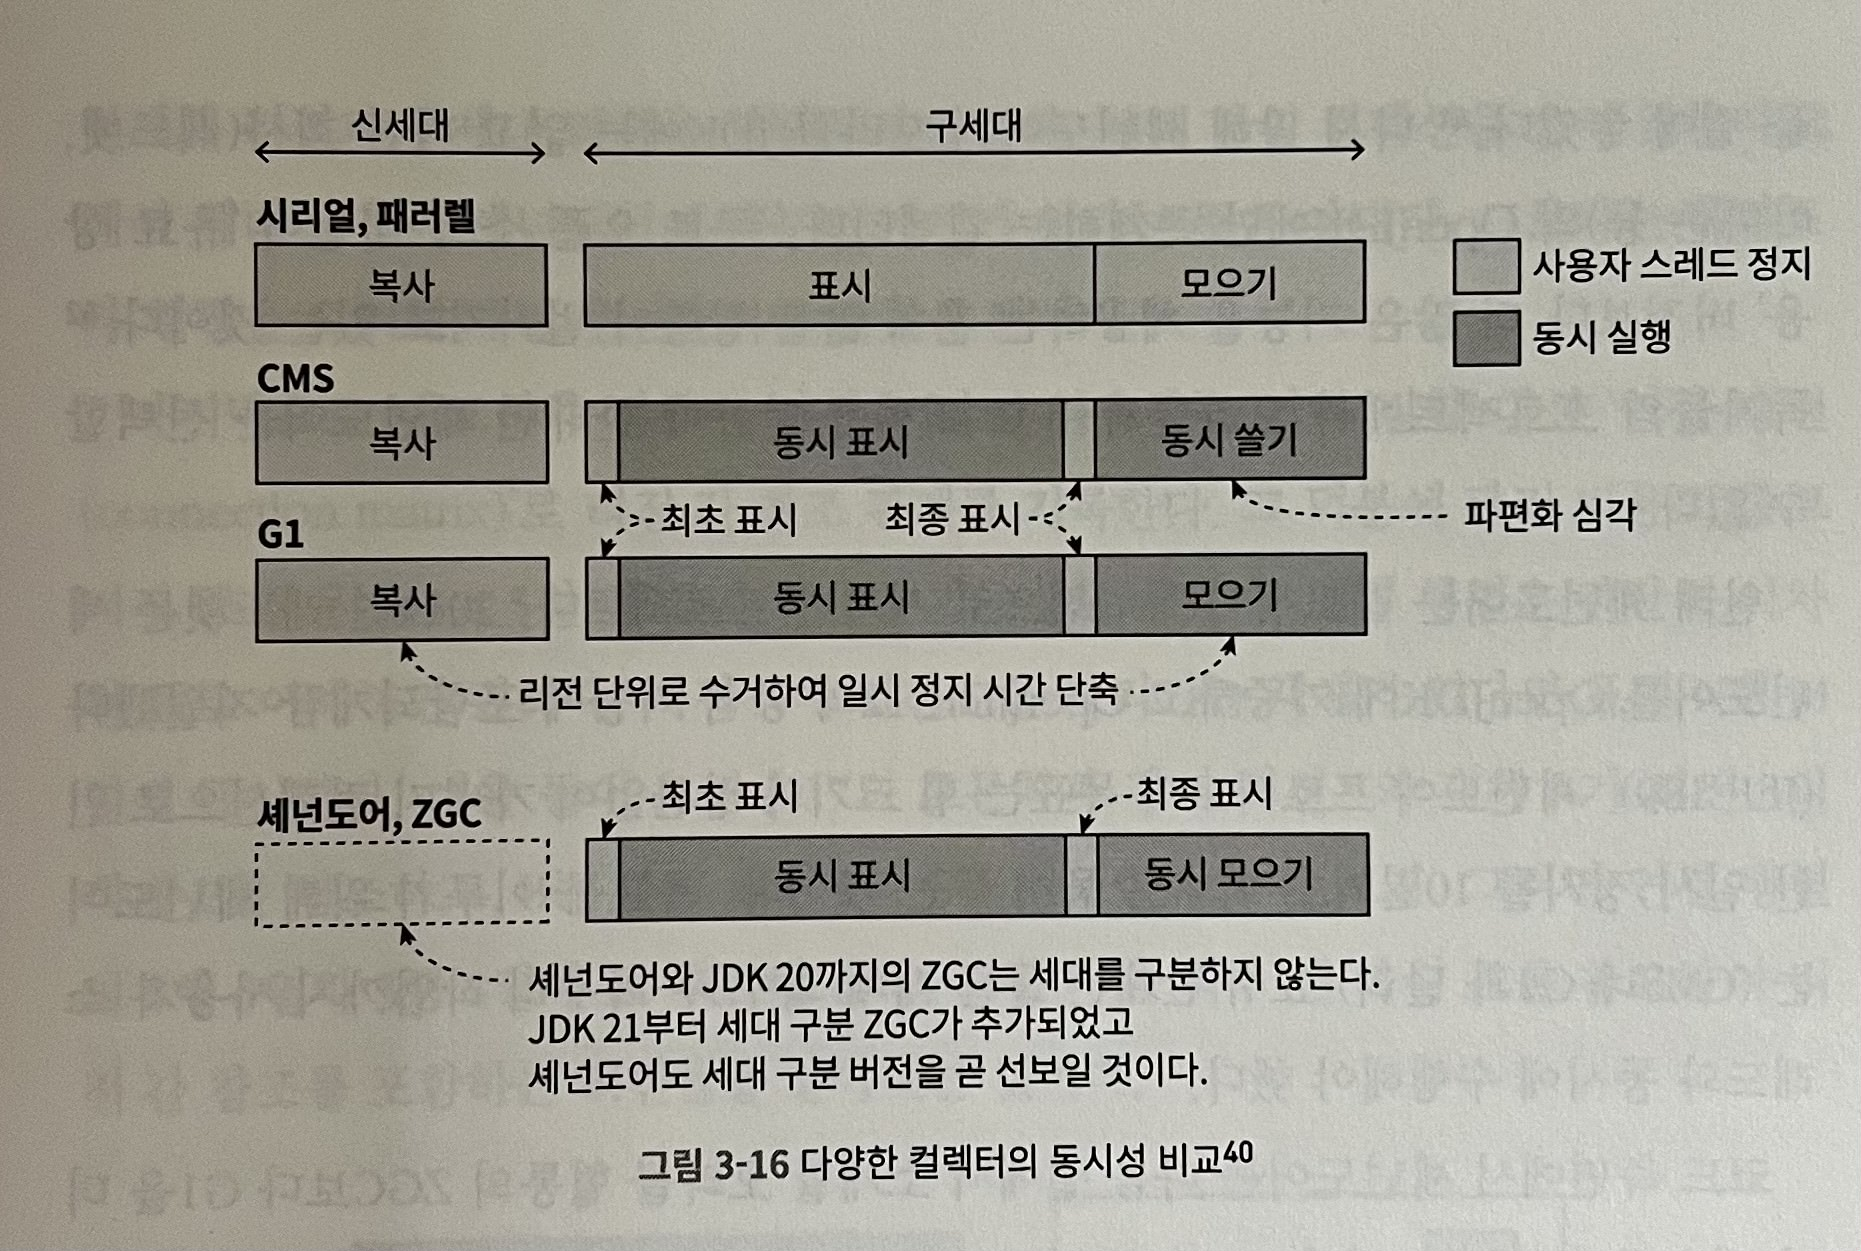 신세대
구세대
시리얼, 패러렐
복사
표시
모으기
사용자 스레드 정지
동시 실행
CMS
복사
동시 표시
동시 쓸기
최초 표시
최종 표시
파편화 심각
G1
복사
동시 표시
모으기
리전 단위로 수거하여 일시 정지 시간 단축
최초 표시
최종 표시
셰넌도어, ZGC
동시 표시
동시 모으기
셰넌도어와 JDK 20까지의 ZGC는 세대를 구분하지 않는다.
JDK 21부터 세대 구분 ZGC가 추가되었고
셰넌도어도 세대 구분 버전을 곧 선보일 것이다.
그림 3-16 다양한 컬렉터의 동시성 비교40